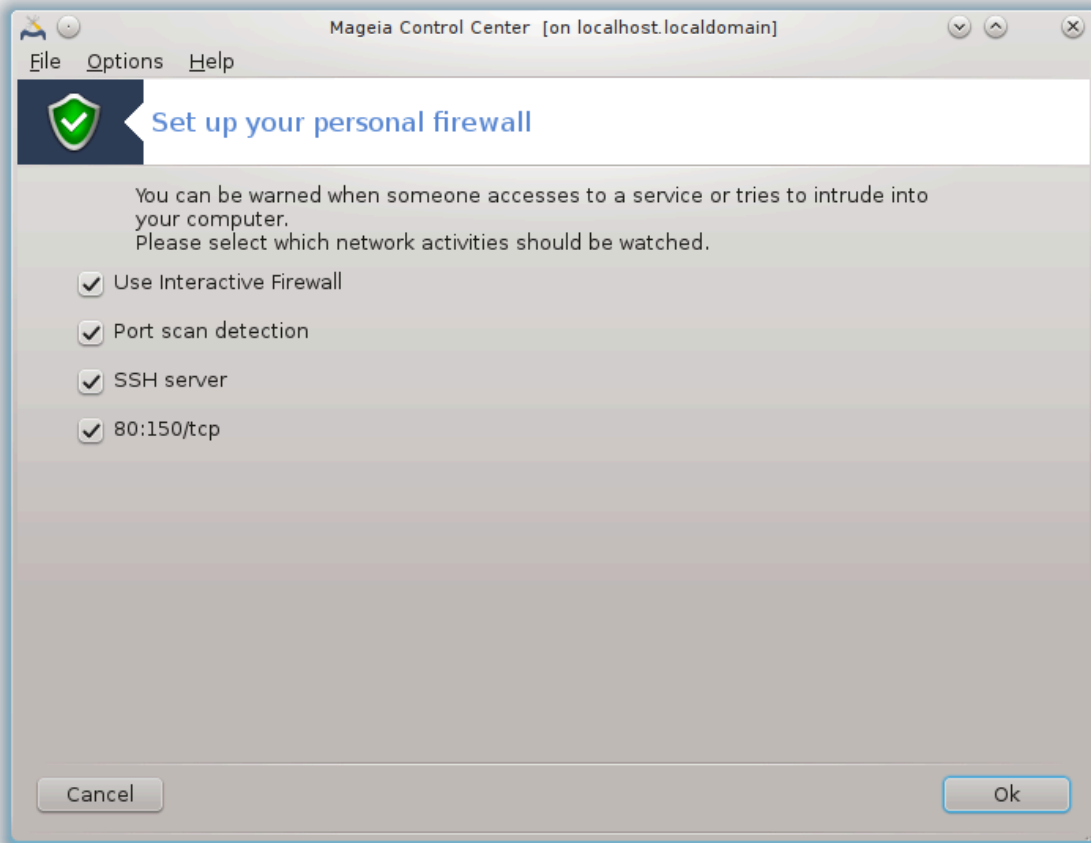 Mageia Control Center  [on localhost.localdomain]
File Options Help
Set up your personal firewall
You can be warned when someone accesses to a service or tries to intrude into
your computer.
Please select which network activities should be watched.
Use Interactive Firewall
Port scan detection
SSH server
80:150/tcp
Cancel Ok